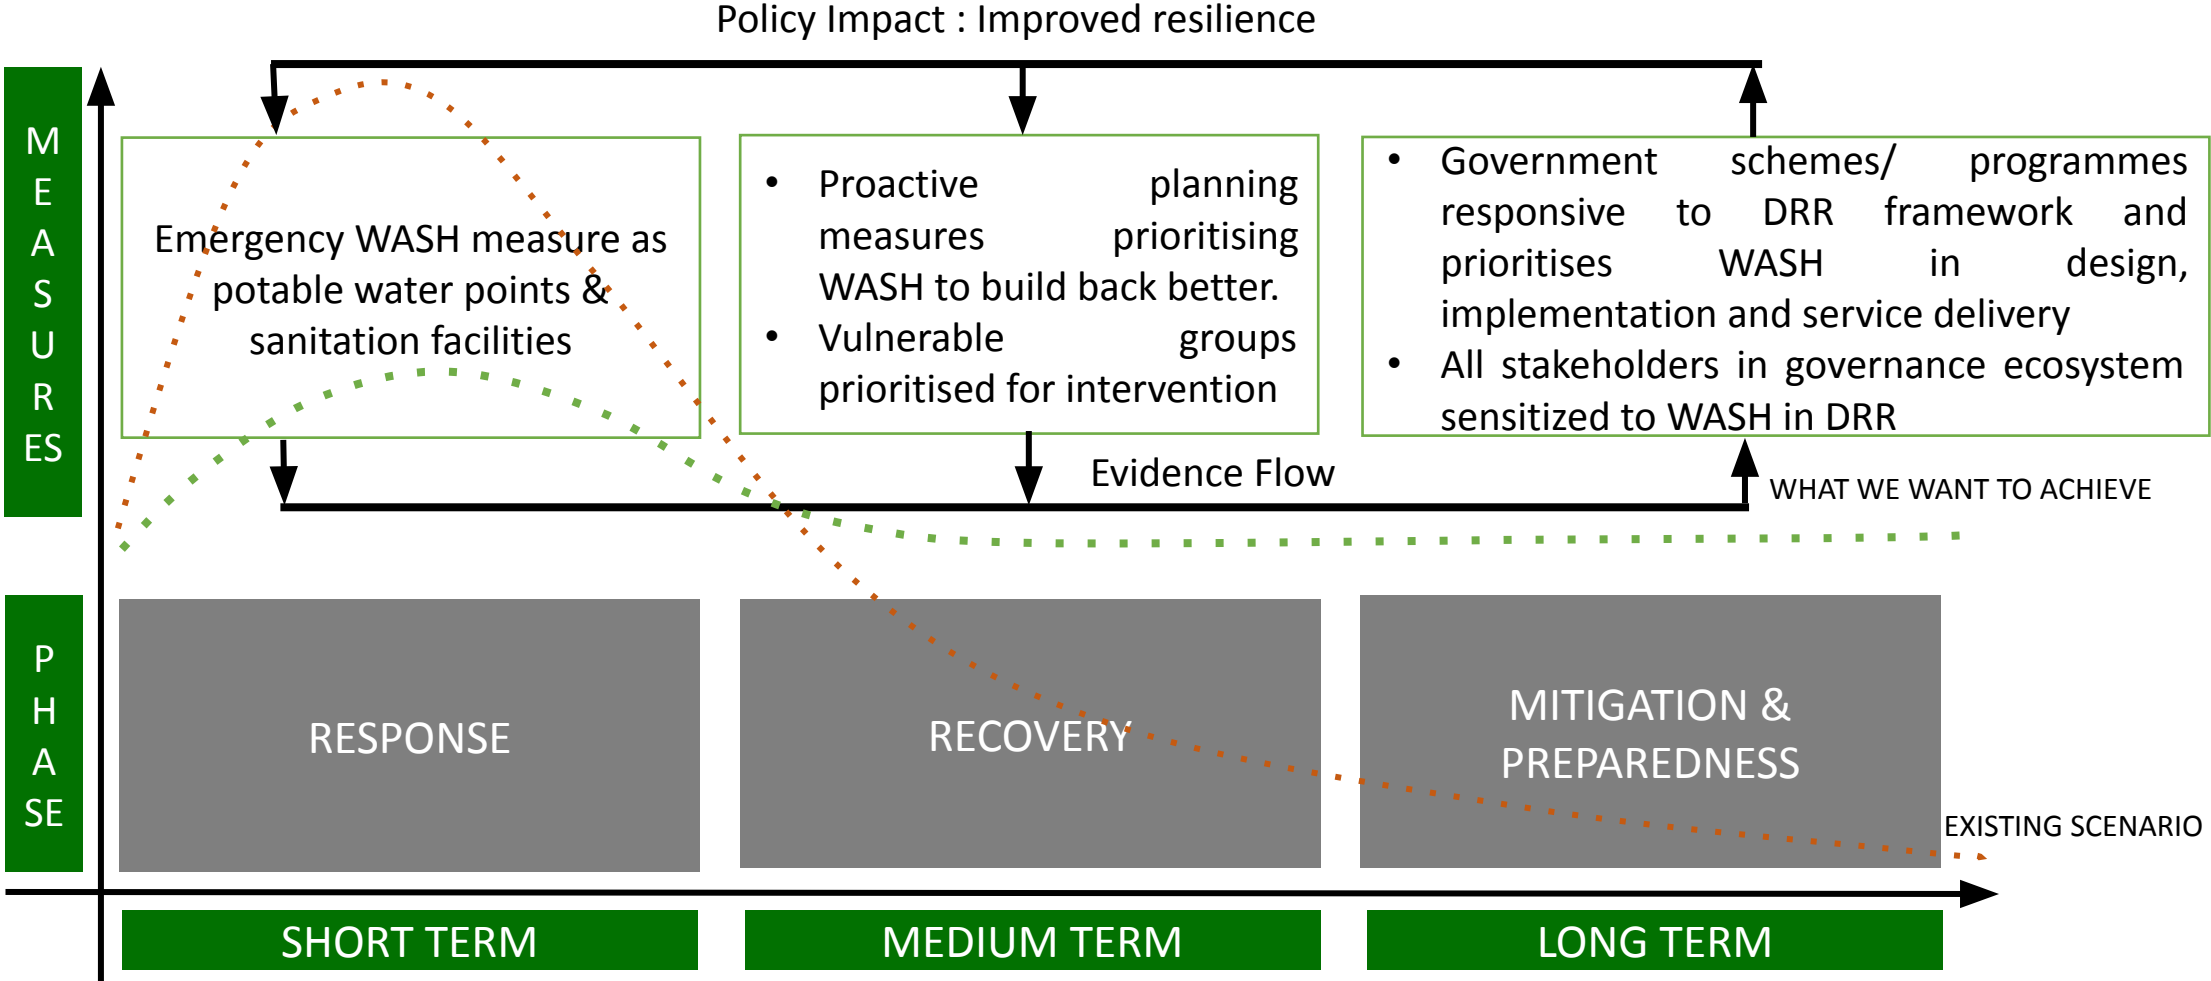 Policy Impact : Improved resilience
M
E
A
S
U
R
ES
Emergency WASH measure as
potable water points &
sanitation facilities
• Proactive planning
measures prioritising
WASH to build back better.
• Vulnerable groups
prioritised for intervention
• Government schemes/ programmes
responsive to DRR framework and
prioritises WASH in design,
implementation and service delivery
• All stakeholders in governance ecosystem
sensitized to WASH in DRR
Evidence Flow
WHAT WE WANT TO ACHIEVE
P
H
A
SE
RESPONSE
RECOVERY
MITIGATION &
PREPAREDNESS
EXISTING SCENARIO
SHORT TERM
MEDIUM TERM
LONG TERM